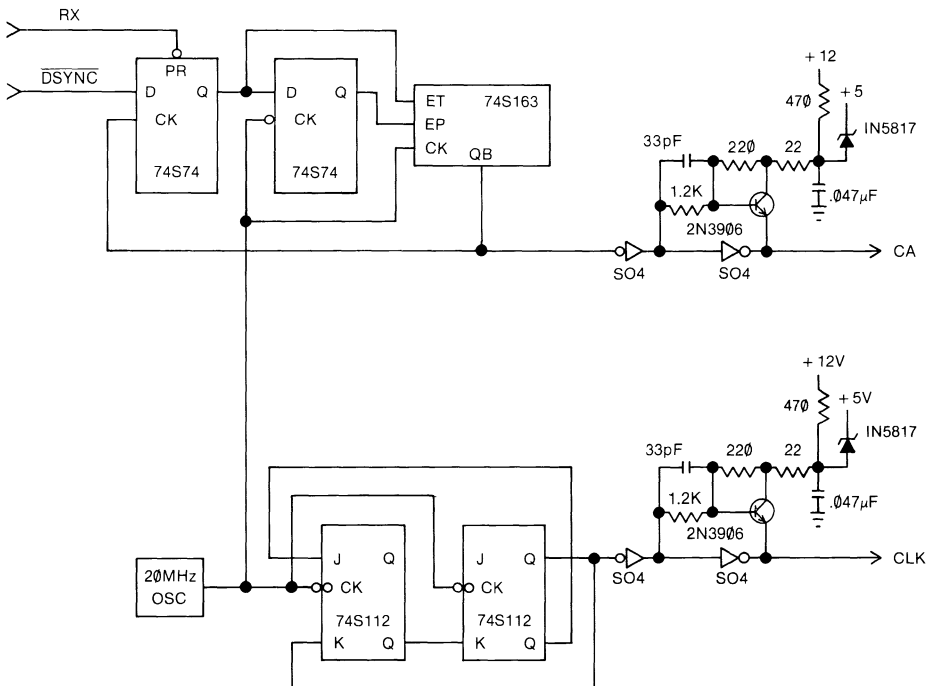 RX
DSYNC
PR
D Q
CK
74S74
D Q
CK
74S74
ET 74S163
EP
CK
QB
+ 12
47Ø + 5
IN5817
33pF 22Ø 22
1.2K
.Ø47µF
2N39Ø6
SO4 SO4
CA
+ 12V
47Ø + 5V
IN5817
33pF 22Ø 22
1.2K
.Ø47µF
2N39Ø6
SO4 SO4
CLK
2ØMHz
OSC
J Q
CK
74S112
K Q
J Q
CK
74S112
K Q